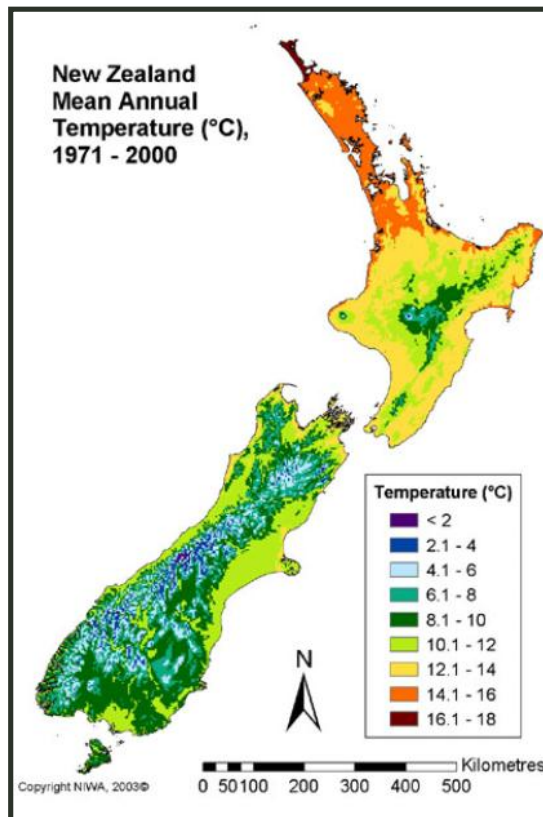 New Zealand
Mean Annual
Temperature (°C),
1971 - 2000
Temperature (°C)
< 2
2.1 - 4
4.1 - 6
6.1 - 8
8.1 - 10
10.1 - 12
12.1 - 14
14.1 - 16
16.1 - 18
N
Kilometres
0 50100 200 300 400 500
Copyright NIWA, 2003©